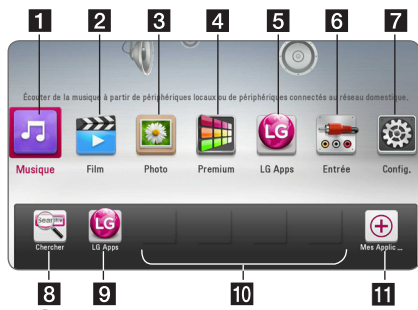 1 2 3 4 5 6 7
Écouter de la musique à partir de périphériques locaux ou de périphériques connectés au réseau domestique.
LG
Musique Film Photo Premium LG Apps Entrée Config.
Search
LG
Chercher LG Apps Mes Applic ...
8 9 10 11